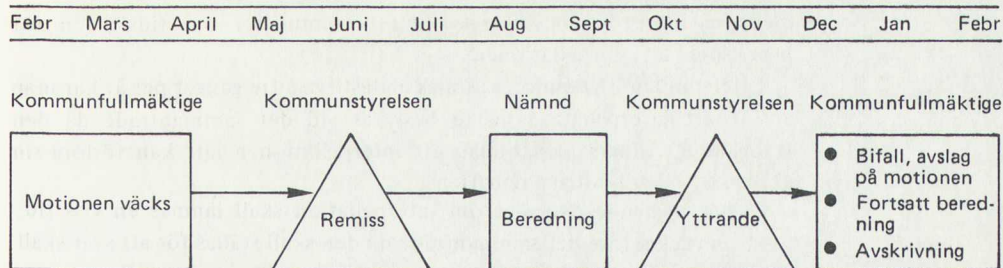 Febr Mars April Maj Juni Juli Aug Sept Okt Nov Dec Jan Febr
Kommunfullmäktige Kommunstyrelsen Nämnd Kommunstyrelsen Kommunfullmäktige
Motionen väcks
Remiss
Beredning
Yttrande
• Bifall, avslag
på motionen
• Fortsatt bered-
ning
• Avskrivning